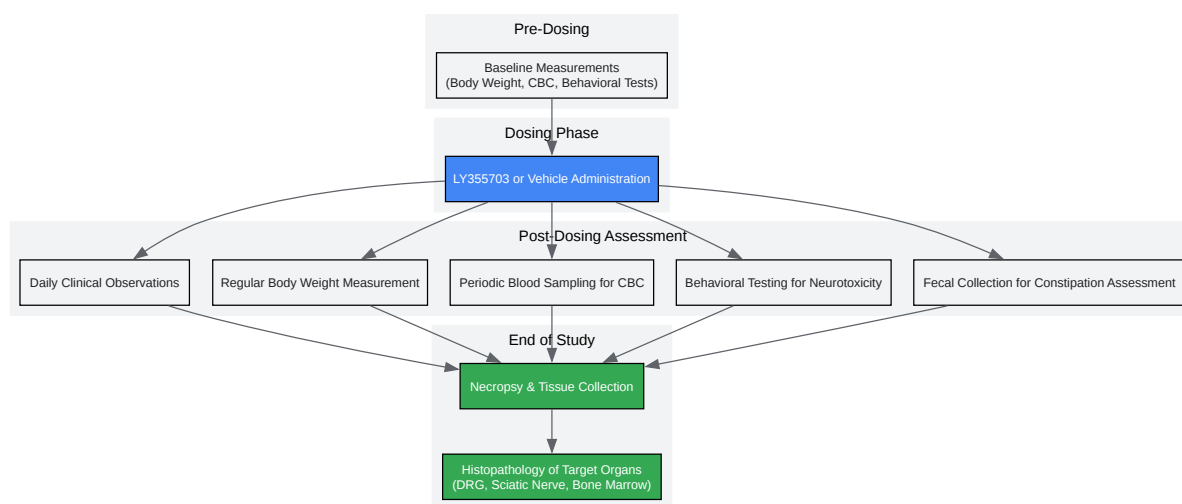 Pre-Dosing
Baseline Measurements
(Body Weight, CBC, Behavioral Tests)
Dosing Phase
LY355703 or Vehicle Administration
Post-Dosing Assessment
Daily Clinical Observations
Regular Body Weight Measurement
Periodic Blood Sampling for CBC
Behavioral Testing for Neurotoxicity
Fecal Collection for Constipation Assessment
End of Study
Necropsy & Tissue Collection
Histopathology of Target Organs
(DRG, Sciatic Nerve, Bone Marrow)